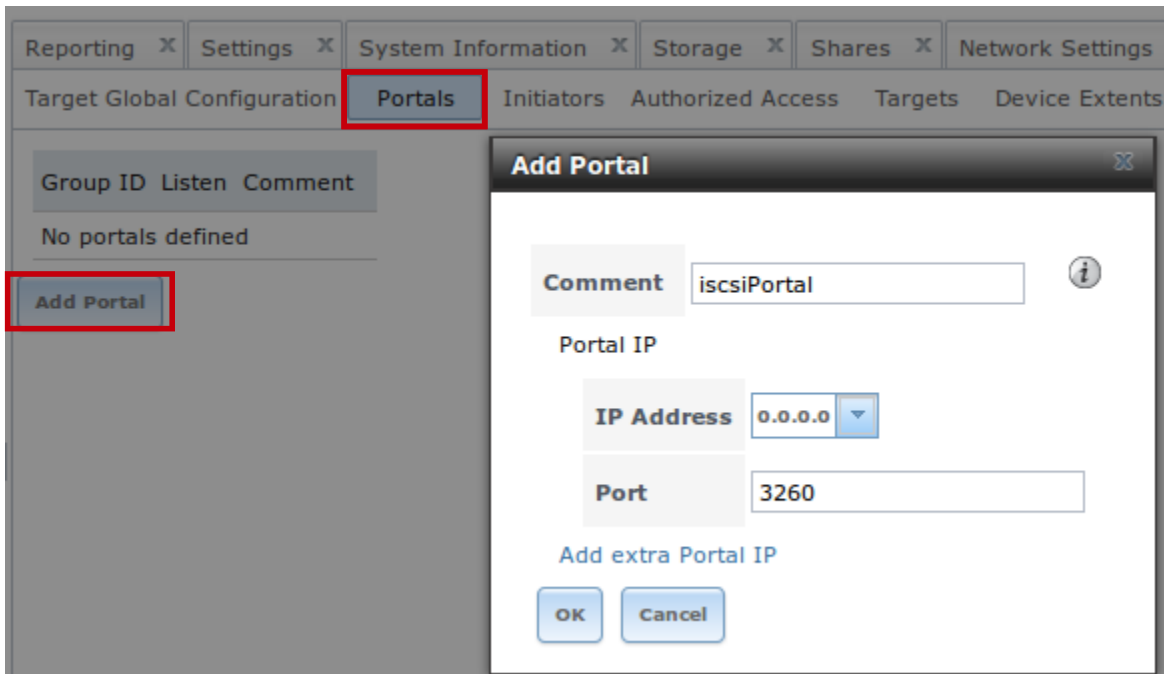 Reporting X Settings X System Information X Storage X Shares X Network Settings
Target Global Configuration Portals Initiators Authorized Access Targets Device Extents
Group ID Listen Comment
No portals defined
Add Portal
Add Portal X
Comment iscsiPortal i
Portal IP
IP Address 0.0.0.0
Port 3260
Add extra Portal IP
OK Cancel